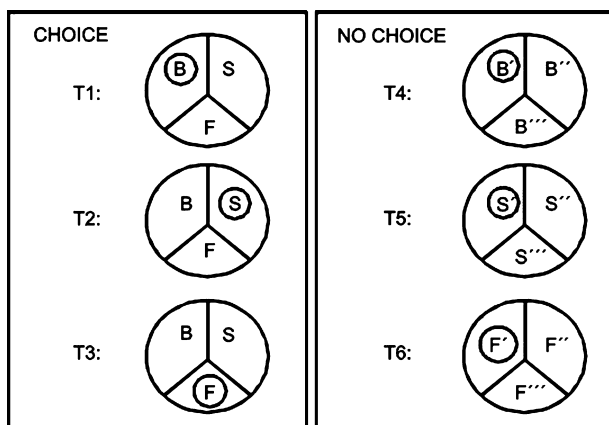 CHOICE
T1:
B
S
F
T2:
B
S
F
T3:
B
S
F
NO CHOICE
T4:
B´
B´´
B´´´
T5:
S´
S´´
S´´´
T6:
F´
F´´
F´´´